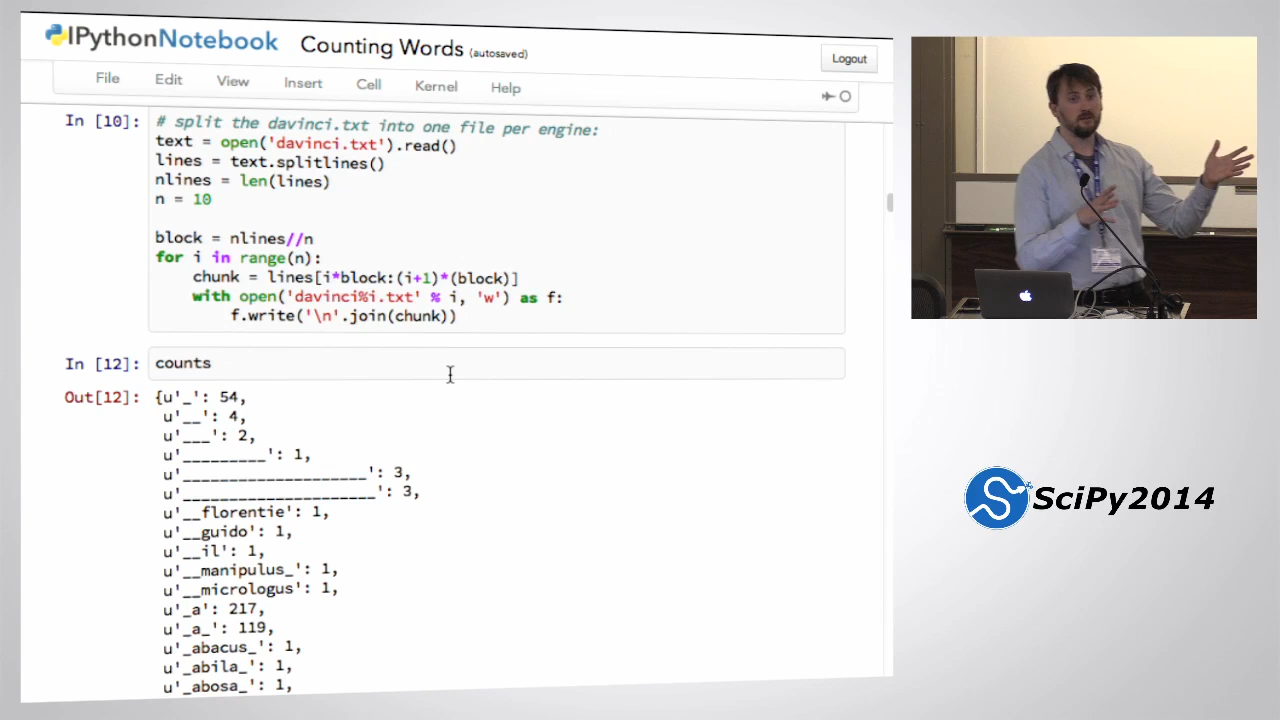 IPythonNotebook Counting Words (autosaved)
Logout
File Edit View Insert Cell Kernel Help
In [10]: # split the davinci.txt into one file per engine:
text = open('davinci.txt').read()
lines = text.splitlines()
nlines = len(lines)
n = 10
block = nlines//n
for i in range(n):
chunk = lines[i*block:(i+1)*(block)]
with open('davinci%i.txt' % i, 'w') as f:
f.write('\n'.join(chunk))
In [12]: counts
Out[12]: {u'_': 54,
u'__': 4,
u'___': 2,
u'_________': 1,
u'____________________': 3,
u'_____________________': 3,
u'__florentie': 1,
u'__guido': 1,
u'__il': 1,
u'__manipulus_': 1,
u'__micrologus': 1,
u'_a': 217,
u'_a_': 119,
u'_abacus_': 1,
u'_abila_': 1,
u'_abosa_': 1,
SciPy2014